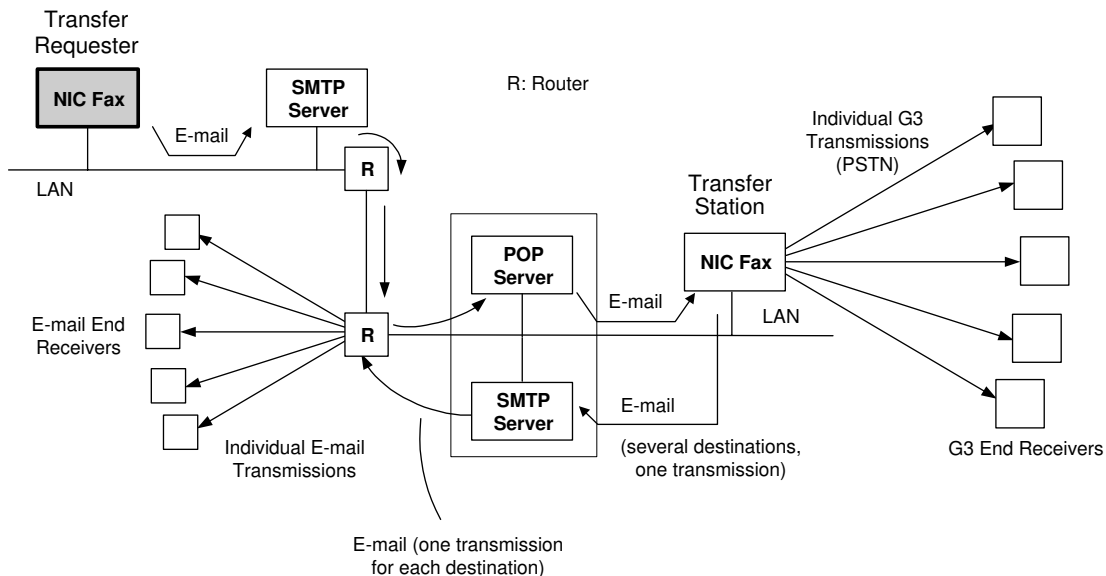 Transfer
Requester
NIC Fax
E-mail
SMTP
Server
R: Router
R
LAN
Individual G3
Transmissions
(PSTN)
Transfer
Station
NIC Fax
POP
Server
E-mail
LAN
E-mail End
Receivers
R
SMTP
Server
E-mail
(several destinations,
one transmission)
G3 End Receivers
Individual E-mail
Transmissions
E-mail (one transmission
for each destination)